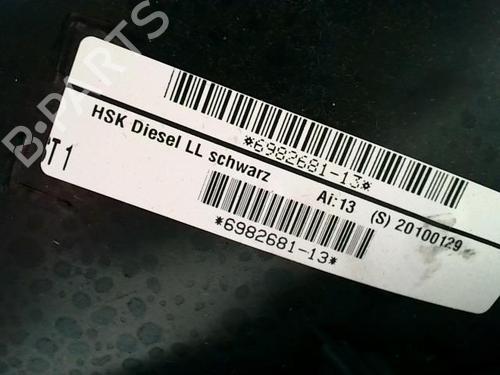 *6982681-13*
HSK Diesel LL schwarz Ai:13 (S) 20100129
T1
*6982681-13*
B-PARTS